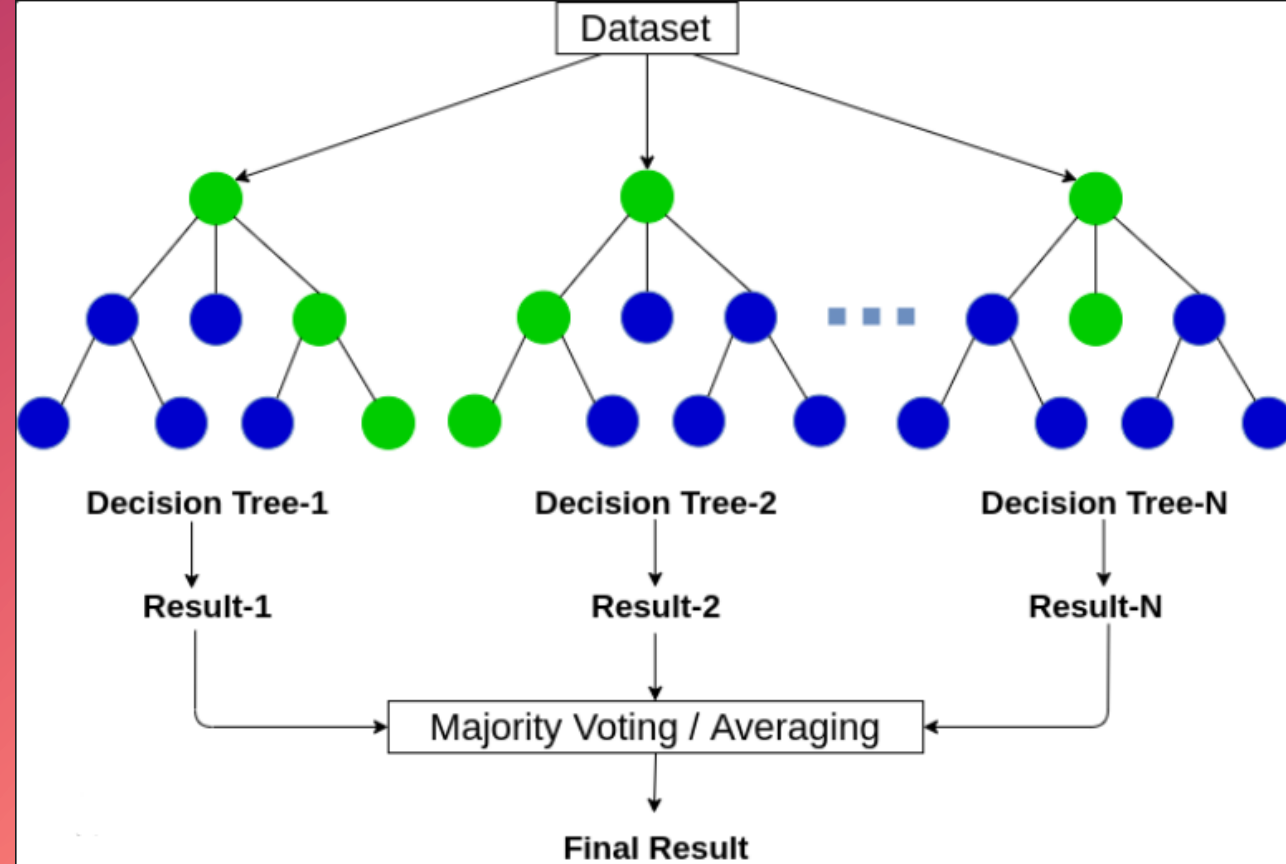 Dataset
Decision Tree-1
Decision Tree-2
Decision Tree-N
Result-1
Result-2
Result-N
Majority Voting / Averaging
Final Result